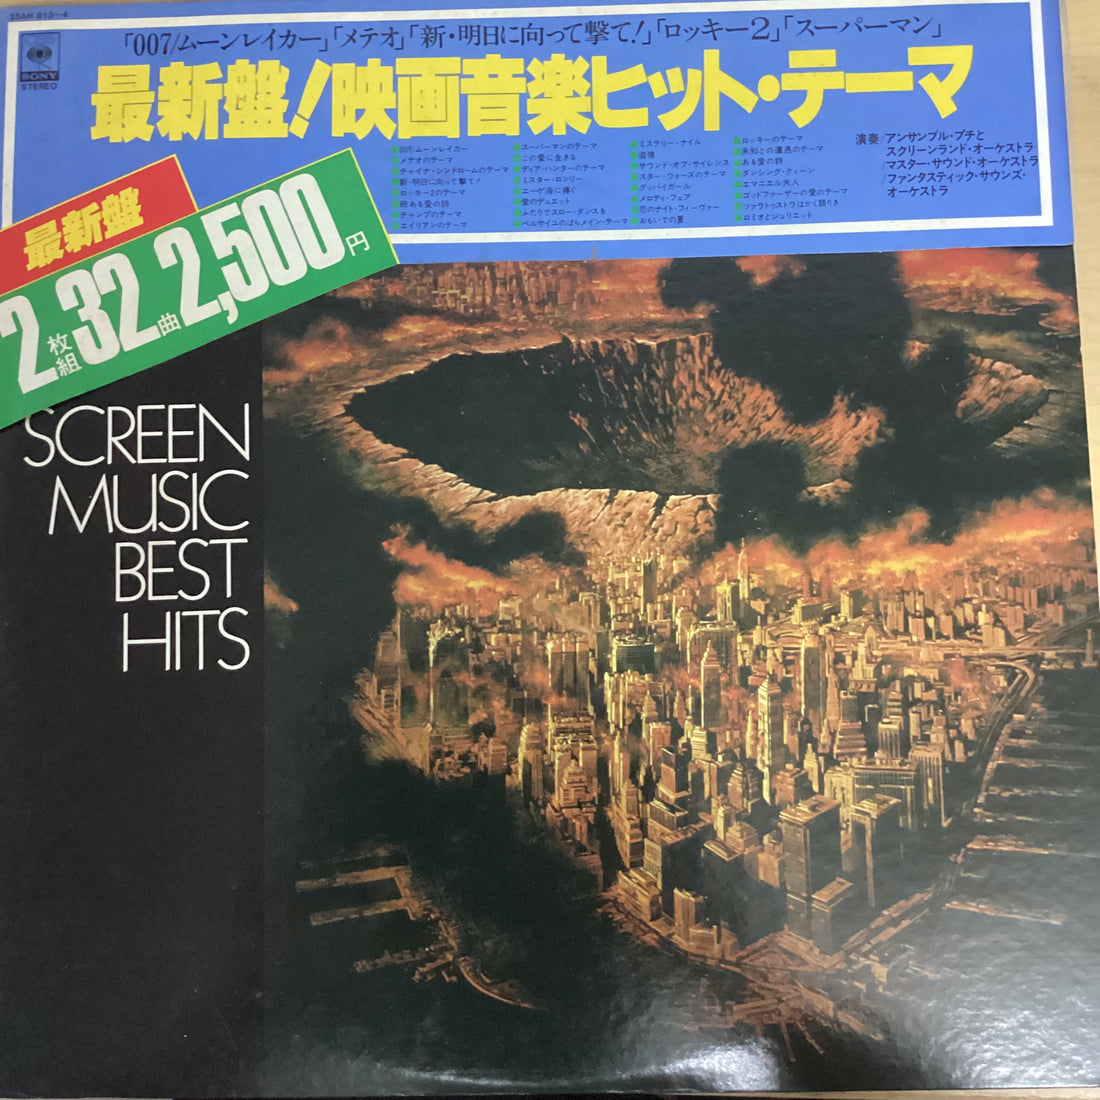 25AH 813~4
CBS
SONY
STEREO
「007/ムーンレイカー」「メテオ」「新・明日に向って撃て!」「ロッキー2」「スーパーマン」
最新盤!映画音楽ヒット・テーマ
007/ムーンレイカー
メテオのテーマ
チャイナ・シンドロームのテーマ
新・明日に向って撃て!
ロッキー2のテーマ
続ある愛の詩
チャンプのテーマ
エイリアンのテーマ
スーパーマンのテーマ
この愛に生きる
ディア・ハンターのテーマ
ミスター・ロンリー
エーゲ海に捧ぐ
愛のデュエット
ふたりでスロー・ダンスを
ベルサイユのばらメイン・テーマ
ミステリー・ナイル
追憶
サウンド・オブ・サイレンス
スター・ウォーズのテーマ
グッバイガール
メロディ・フェア
恋のナイト・フィーヴァー
おもいでの夏
ロッキーのテーマ
未知との遭遇のテーマ
ある愛の詩
ダンシング・クィーン
エマニエル夫人
ゴッドファーザーの愛のテーマ
ツァラトゥストラはかく語りき
ロミオとジュリエット
演奏/アンサンブル・プチと
スクリーンランド・オーケストラ
マスター・サウンド・オーケストラ
/ファンタスティック・サウンズ・
オーケストラ
最新盤
2枚組32曲2,500円
SCREEN
MUSIC
BEST
HITS